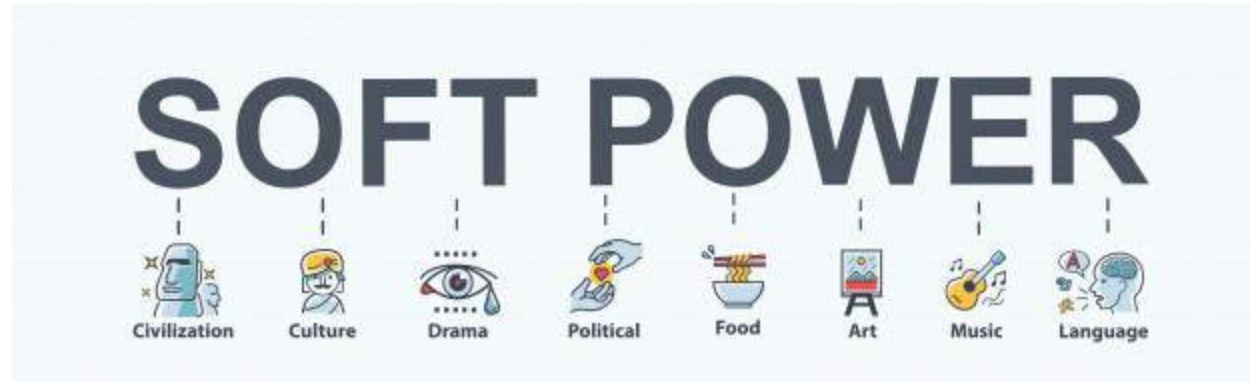 SOFT POWER
Civilization Culture Drama Political Food Art Music Language
A